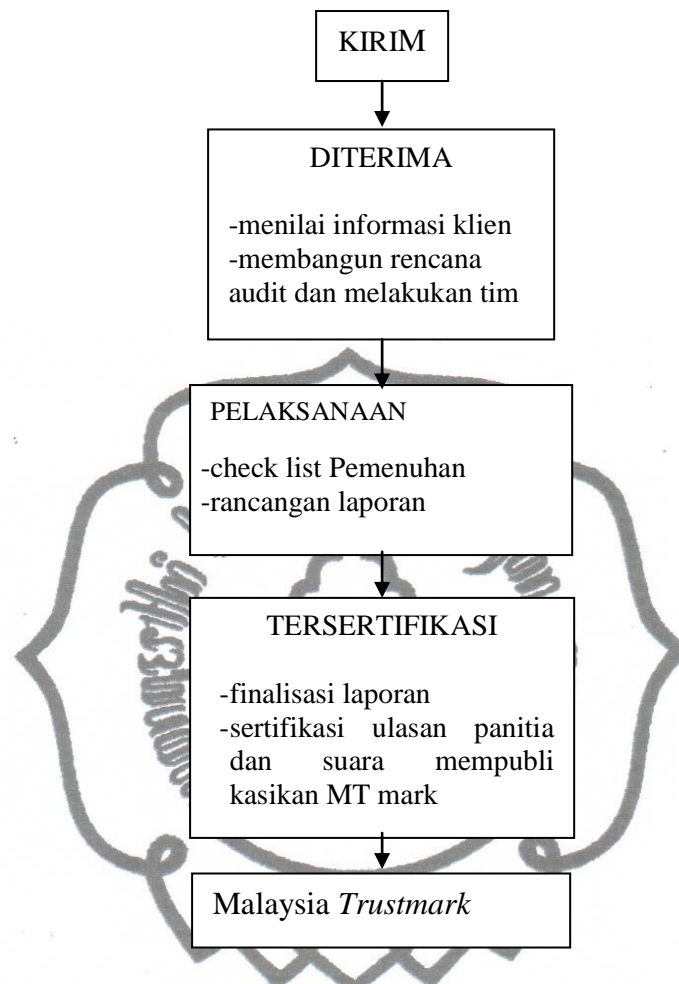 KIRIM
DITERIMA
-menilai informasi klien
-membangun rencana
audit dan melakukan tim
PELAKSANAAN
-check list Pemenuhan
-rancangan laporan
TERSERTIFIKASI
-finalisasi laporan
-sertifikasi ulasan panitia
dan suara mempubli
kasikan MT mark
Malaysia Trustmark